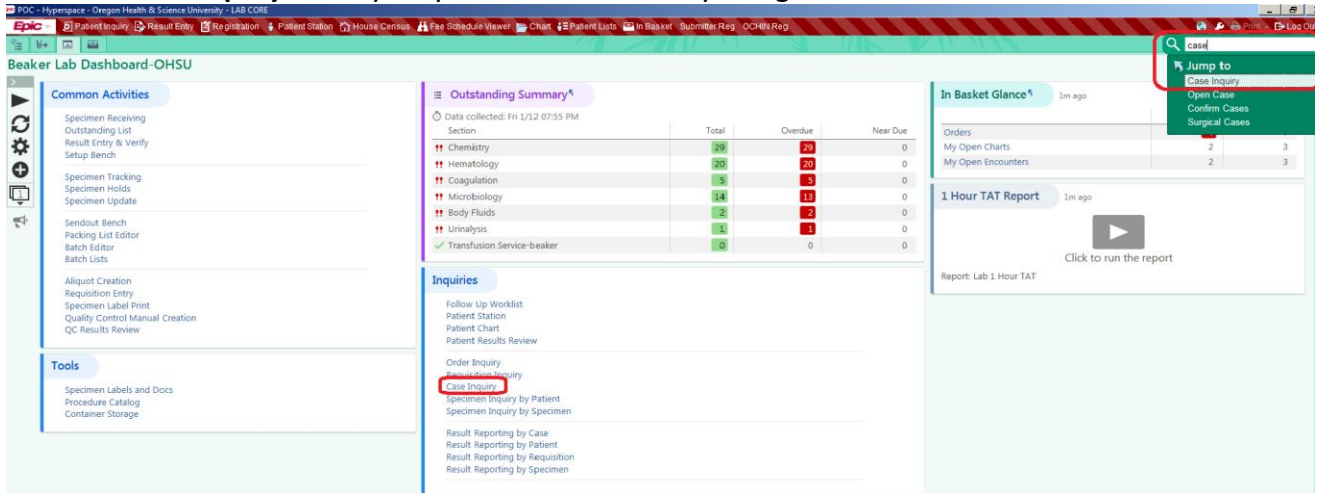 POC - Hyperspace - Oregon Health & Science University - LAB CORE
Epic Patient Inquiry Result Entry Registration Patient Station House Census Fee Schedule Viewer Chart Patient Lists In Basket Submitter Reg OCHIN Reg Print Log Ou
case
Beaker Lab Dashboard-OHSU
Jump to
Case Inquiry
Open Case
Confirm Cases
Surgical Cases
Common Activities
Specimen Receiving
Outstanding List
Result Entry & Verify
Setup Bench
Specimen Tracking
Specimen Holds
Specimen Update
Sendout Bench
Packing List Editor
Batch Editor
Batch Lists
Aliquot Creation
Requisition Entry
Specimen Label Print
Quality Control Manual Creation
QC Results Review
Tools
Specimen Labels and Docs
Procedure Catalog
Container Storage
Outstanding Summary
Data collected: Fri 1/12 07:55 PM
Section Total Overdue Near Due
!! Chemistry 29 29 0
!! Hematology 20 20 0
!! Coagulation 5 5 0
!! Microbiology 14 13 0
!! Body Fluids 2 2 0
!! Urinalysis 1 1 0
Transfusion Service-beaker 0 0 0
Inquiries
Follow Up Worklist
Patient Station
Patient Chart
Patient Results Review
Order Inquiry
Requisition Inquiry
Case Inquiry
Specimen Inquiry by Patient
Specimen Inquiry by Specimen
Result Reporting by Case
Result Reporting by Patient
Result Reporting by Requisition
Result Reporting by Specimen
In Basket Glance 1m ago
Orders
My Open Charts 2 3
My Open Encounters 2 3
1 Hour TAT Report 1m ago
Click to run the report
Report: Lab 1 Hour TAT